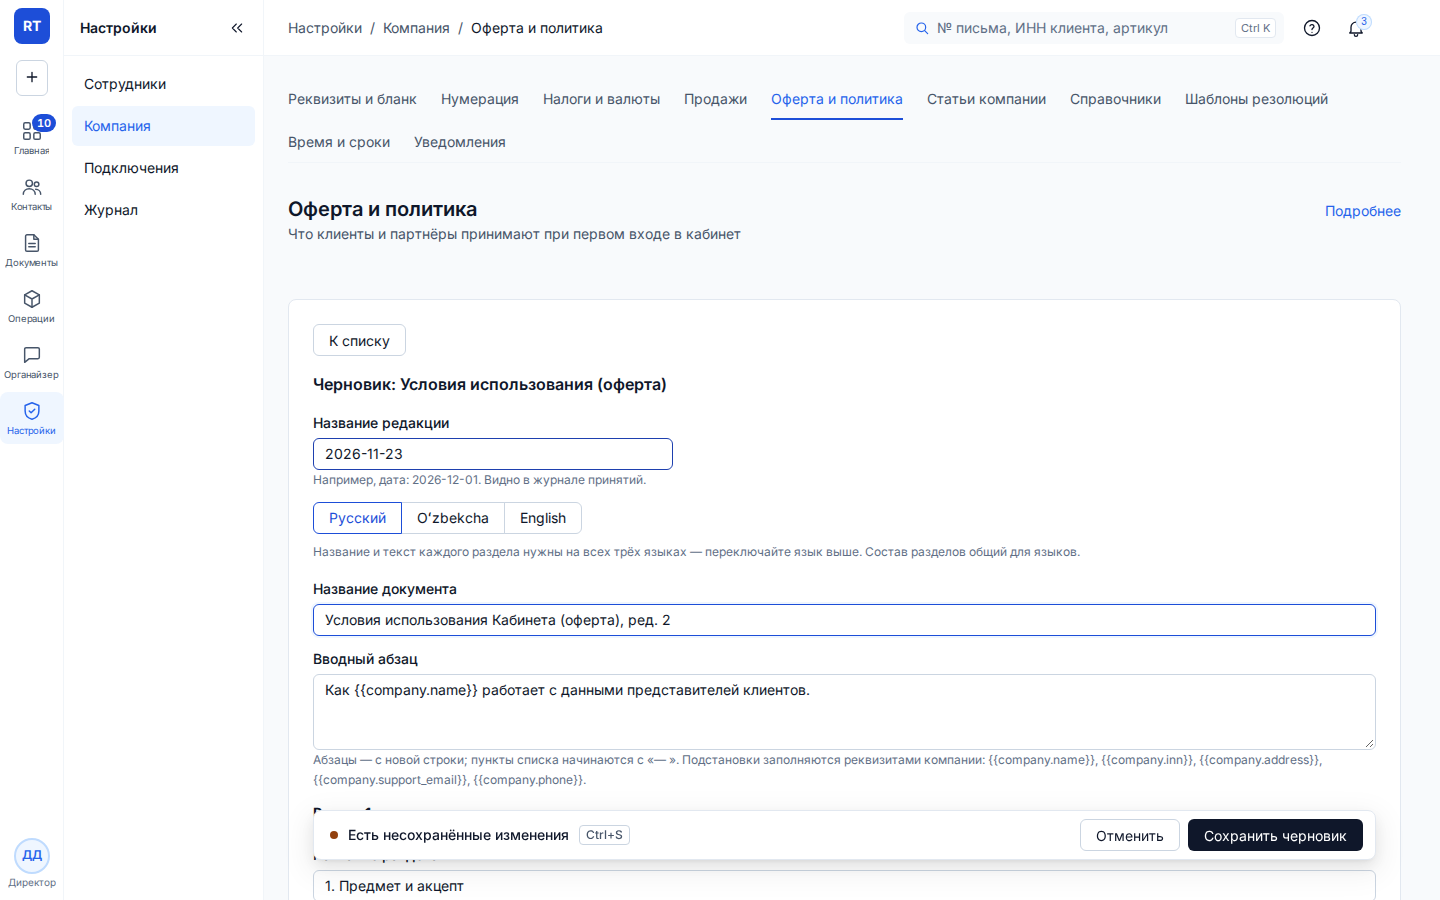 RT
Настройки
Настройки / Компания / Оферта и политика
№ письма, ИНН клиента, артикул
Ctrl K
3
10
Главная
Контакты
Документы
Операции
Органайзер
Настройки
ДД
Директор
Сотрудники
Компания
Подключения
Журнал
Реквизиты и бланк
Нумерация
Налоги и валюты
Продажи
Оферта и политика
Статьи компании
Справочники
Шаблоны резолюций
Время и сроки
Уведомления
Оферта и политика
Подробнее
Что клиенты и партнёры принимают при первом входе в кабинет
К списку
Черновик: Условия использования (оферта)
Название редакции
2026-11-23
Например, дата: 2026-12-01. Видно в журнале принятий.
Русский
Oʻzbekcha
English
Название и текст каждого раздела нужны на всех трёх языках — переключайте язык выше. Состав разделов общий для языков.
Название документа
Условия использования Кабинета (оферта), ред. 2
Вводный абзац
Как {{company.name}} работает с данными представителей клиентов.
Абзацы — с новой строки; пункты списка начинаются с «— ». Подстановки заполняются реквизитами компании: {{company.name}}, {{company.inn}}, {{company.address}},
{{company.support_email}}, {{company.phone}}.
Есть несохранённые изменения
Ctrl+S
Отменить
Сохранить черновик
1. Предмет и акцепт